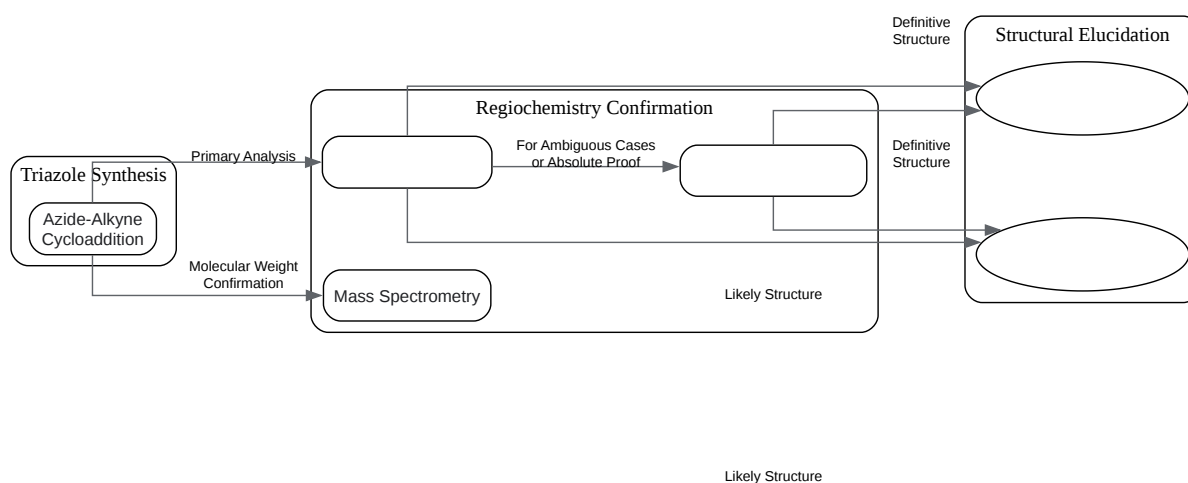 Definitive
Structure
Structural Elucidation
Regiochemistry Confirmation
For Ambiguous Cases
or Absolute Proof
Definitive
Structure
Primary Analysis
Triazole Synthesis
Azide-Alkyne
Cycloaddition
Molecular Weight
Confirmation
Mass Spectrometry
Likely Structure
Likely Structure